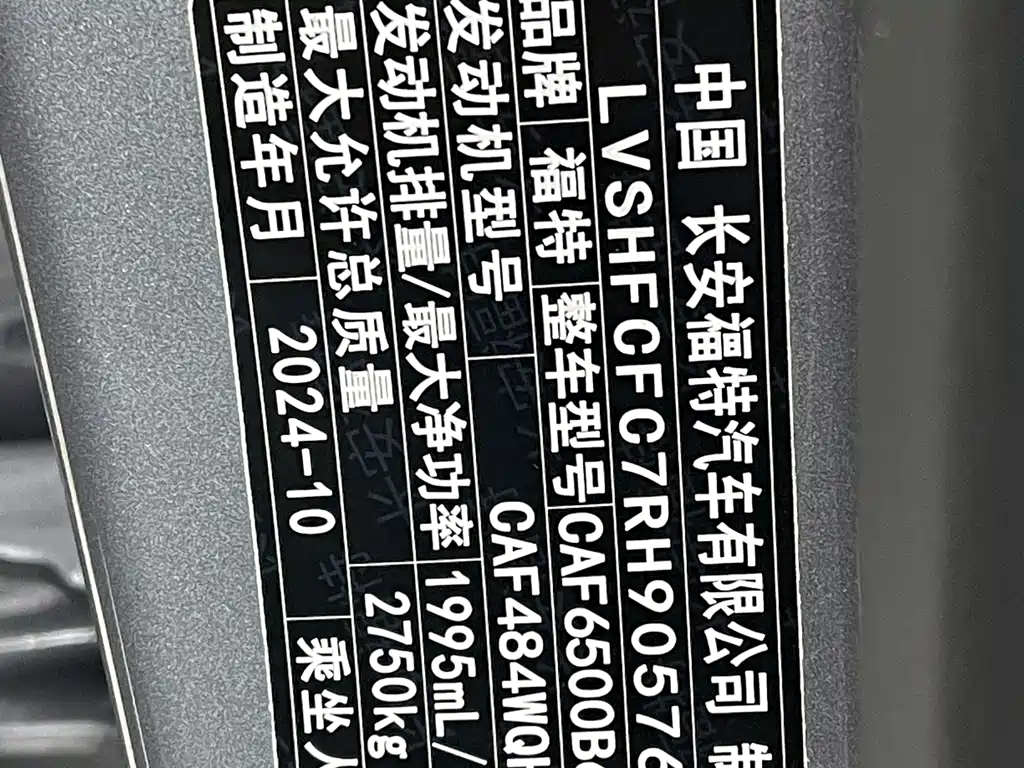 中国 长安福特汽车有限公司 制
LVSHFCFC7RH90576
品牌 福特 整车型号 CAF6500B
发动机型号 CAF484WQ
发动机排量/最大净功率 1995mL/
最大允许总质量 2750kg
制造年月 2024-10 乘坐人